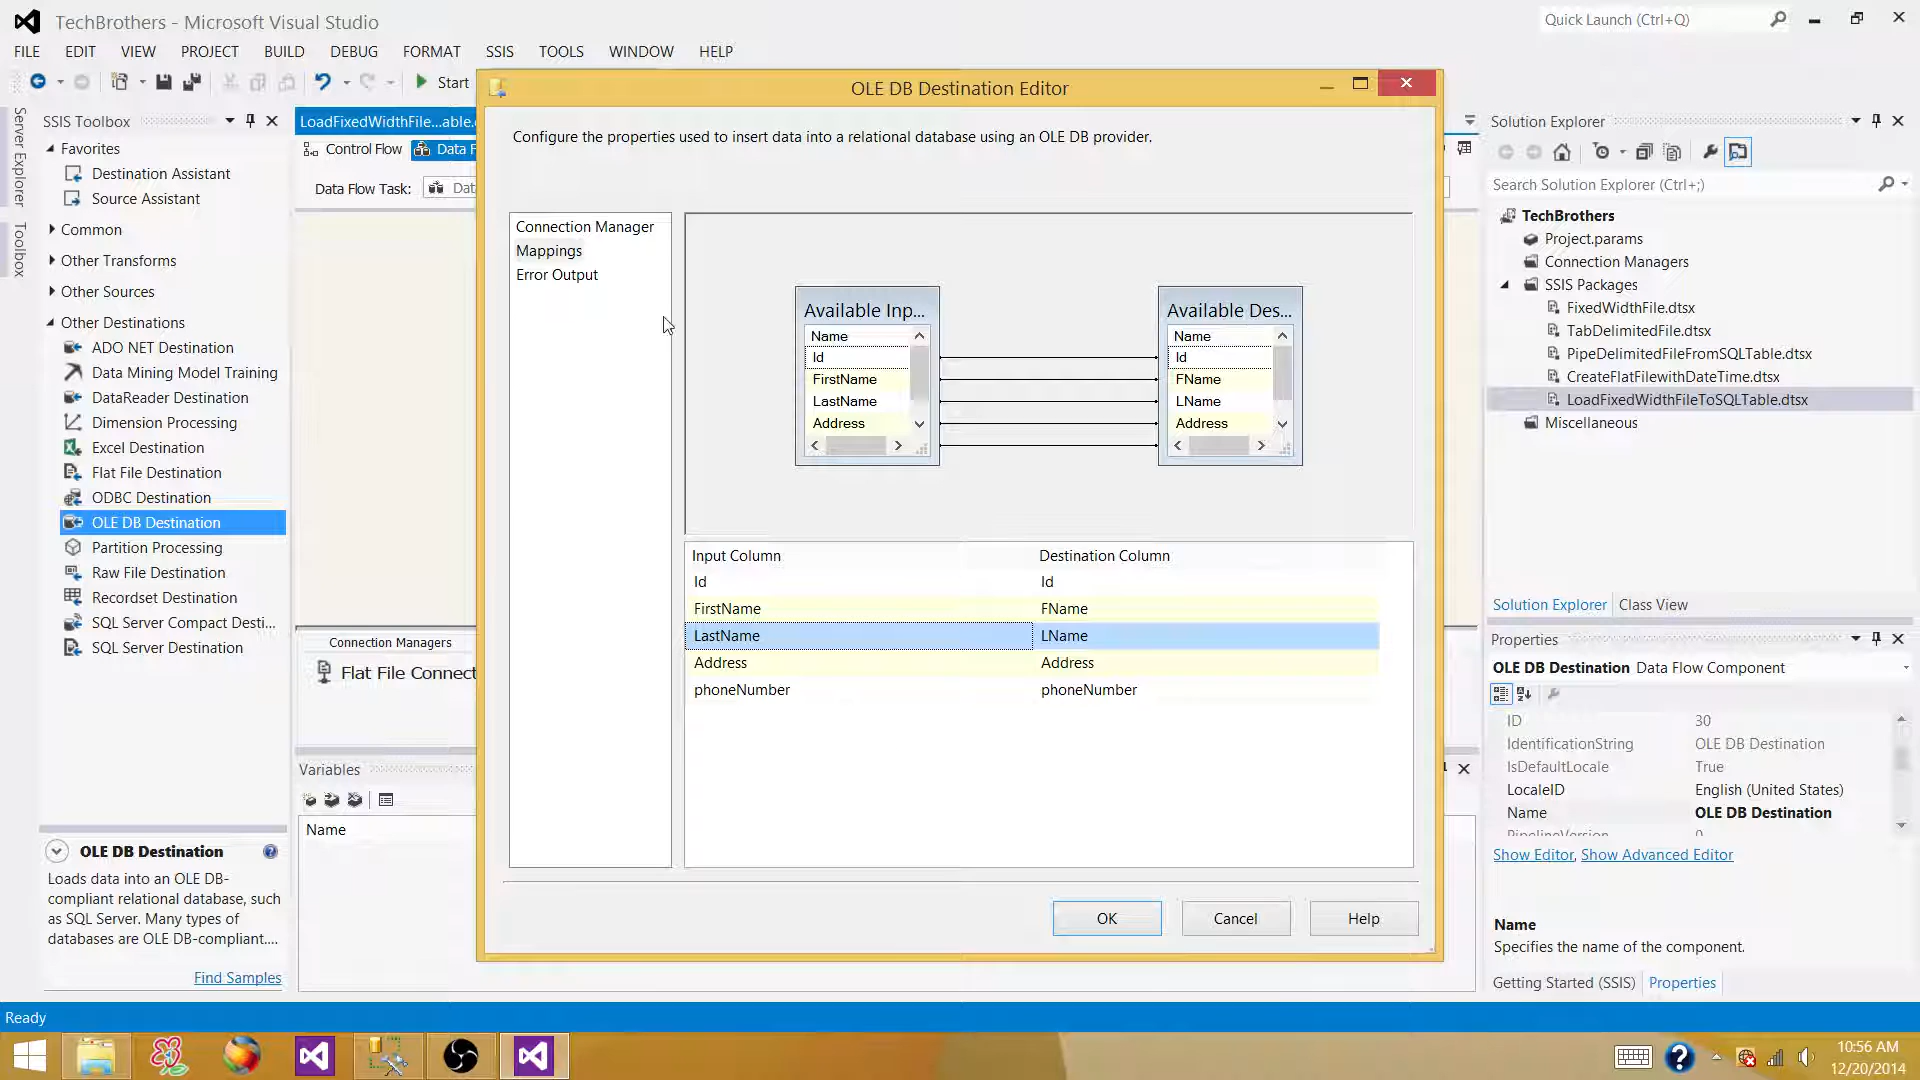 TechBrothers - Microsoft Visual Studio
Quick Launch (Ctrl+Q)
FILE EDIT VIEW PROJECT BUILD DEBUG FORMAT SSIS TOOLS WINDOW HELP
Start
Server Explorer
Toolbox
SSIS Toolbox
Favorites
Destination Assistant
Source Assistant
Common
Other Transforms
Other Sources
Other Destinations
ADO NET Destination
Data Mining Model Training
DataReader Destination
Dimension Processing
Excel Destination
Flat File Destination
ODBC Destination
OLE DB Destination
Partition Processing
Raw File Destination
Recordset Destination
SQL Server Compact Desti...
SQL Server Destination
OLE DB Destination
Loads data into an OLE DB-
compliant relational database, such
as SQL Server. Many types of
databases are OLE DB-compliant....
Find Samples
LoadFixedWidthFile...able.
Control Flow
Data F
Data Flow Task:
Dat
Connection Managers
Flat File Connect
Variables
Name
OLE DB Destination Editor
Configure the properties used to insert data into a relational database using an OLE DB provider.
Connection Manager
Mappings
Error Output
Available Inp...
Name
Id
FirstName
LastName
Address
Available Des...
Name
Id
FName
LName
Address
Input Column Destination Column
Id Id
FirstName FName
LastName LName
Address Address
phoneNumber phoneNumber
OK Cancel Help
Solution Explorer
Search Solution Explorer (Ctrl+;)
TechBrothers
Project.params
Connection Managers
SSIS Packages
FixedWidthFile.dtsx
TabDelimitedFile.dtsx
PipeDelimitedFileFromSQLTable.dtsx
CreateFlatFilewithDateTime.dtsx
LoadFixedWidthFileToSQLTable.dtsx
Miscellaneous
Solution Explorer Class View
Properties
OLE DB Destination Data Flow Component
ID 30
IdentificationString OLE DB Destination
IsDefaultLocale True
LocaleID English (United States)
Name OLE DB Destination
PipelineVersion 0
Show Editor, Show Advanced Editor
Name
Specifies the name of the component.
Getting Started (SSIS) Properties
Ready
10:56 AM
12/20/2014